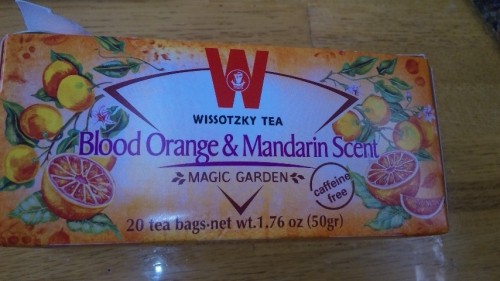 W
WISSOTZKY TEA
Blood Orange & Mandarin Scent
MAGIC GARDEN
caffeine
free
20 tea bags·net wt.1.76 oz (50gr)